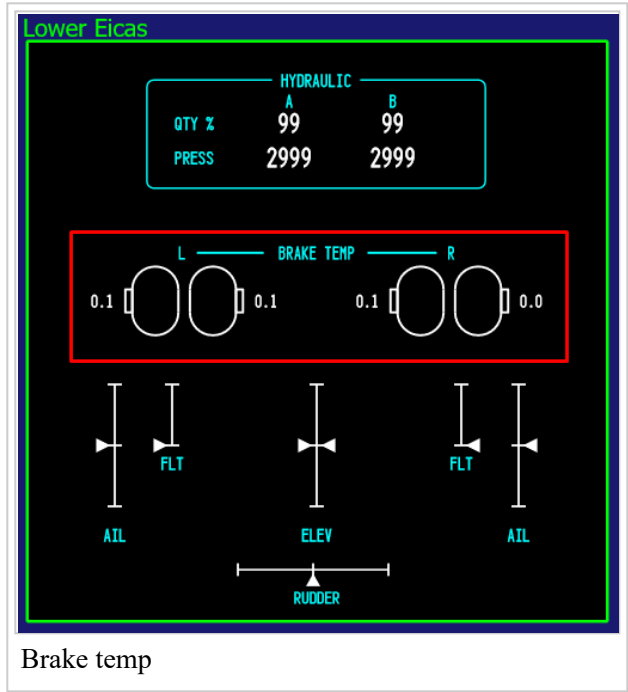 Lower Eicas
HYDRAULIC
A B
QTY % 99 99
PRESS 2999 2999
L BRAKE TEMP R
0.1 0.1 0.1 0.0
FLT FLT
AIL ELEV AIL
RUDDER
Brake temp